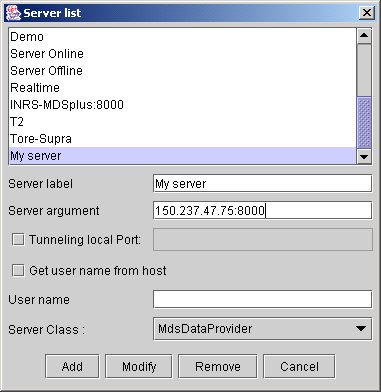 Server list
Demo
Server Online
Server Offline
Realtime
INRS-MDSplus:8000
T2
Tore-Supra
My server
Server label My server
Server argument 150.237.47.75:8000
Tunneling local Port:
Get user name from host
User name
Server Class : MdsDataProvider
Add Modify Remove Cancel